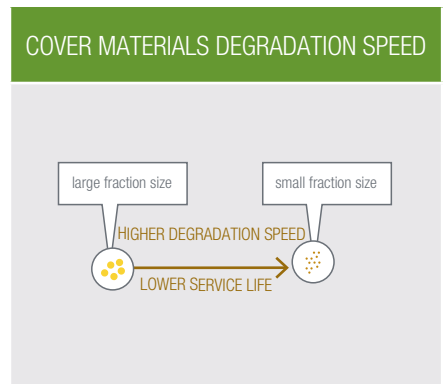 COVER MATERIALS DEGRADATION SPEED
large fraction size
small fraction size
HIGHER DEGRADATION SPEED
LOWER SERVICE LIFE